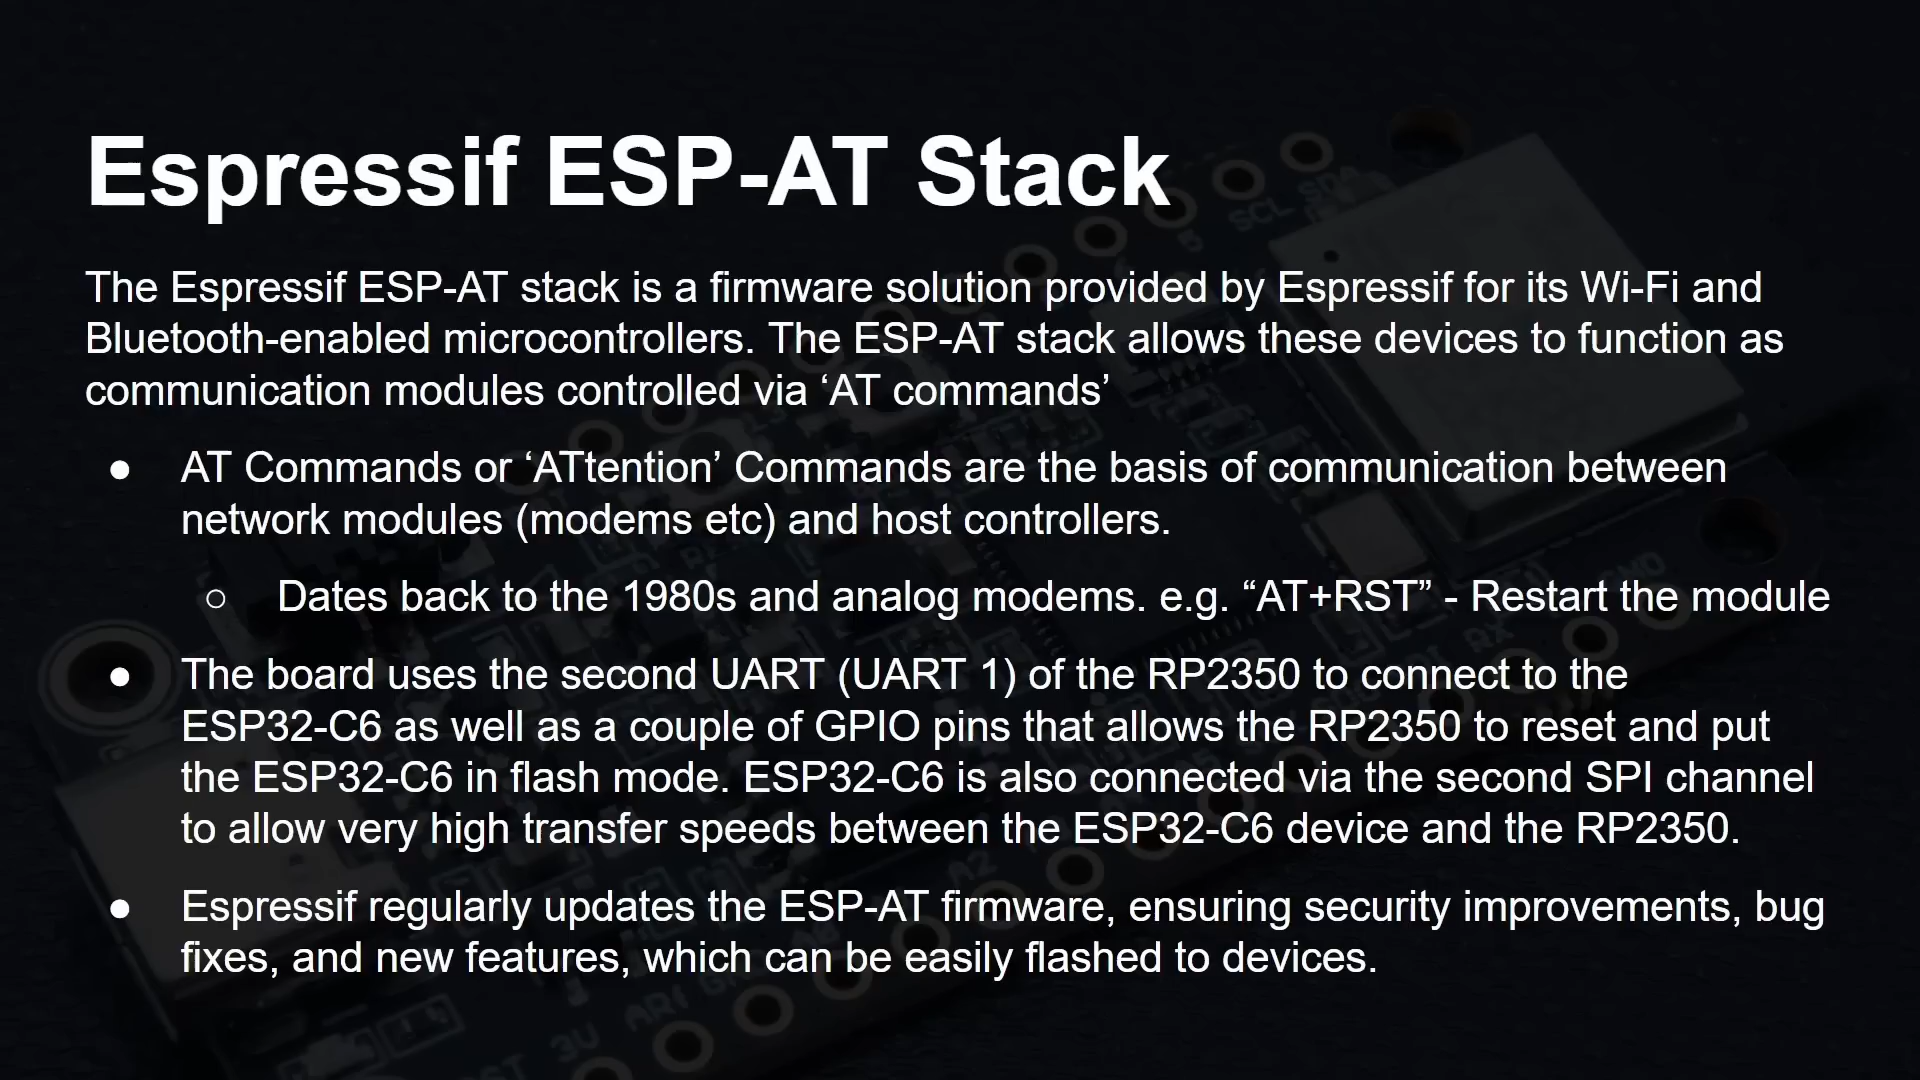 Espressif ESP-AT Stack
The Espressif ESP-AT stack is a firmware solution provided by Espressif for its Wi-Fi and
Bluetooth-enabled microcontrollers. The ESP-AT stack allows these devices to function as
communication modules controlled via ‘AT commands’
● AT Commands or ‘ATtention’ Commands are the basis of communication between
network modules (modems etc) and host controllers.
○ Dates back to the 1980s and analog modems. e.g. “AT+RST” - Restart the module
● The board uses the second UART (UART 1) of the RP2350 to connect to the
ESP32-C6 as well as a couple of GPIO pins that allows the RP2350 to reset and put
the ESP32-C6 in flash mode. ESP32-C6 is also connected via the second SPI channel
to allow very high transfer speeds between the ESP32-C6 device and the RP2350.
● Espressif regularly updates the ESP-AT firmware, ensuring security improvements, bug
fixes, and new features, which can be easily flashed to devices.
SCL SDA
GND
RX
A2
3V